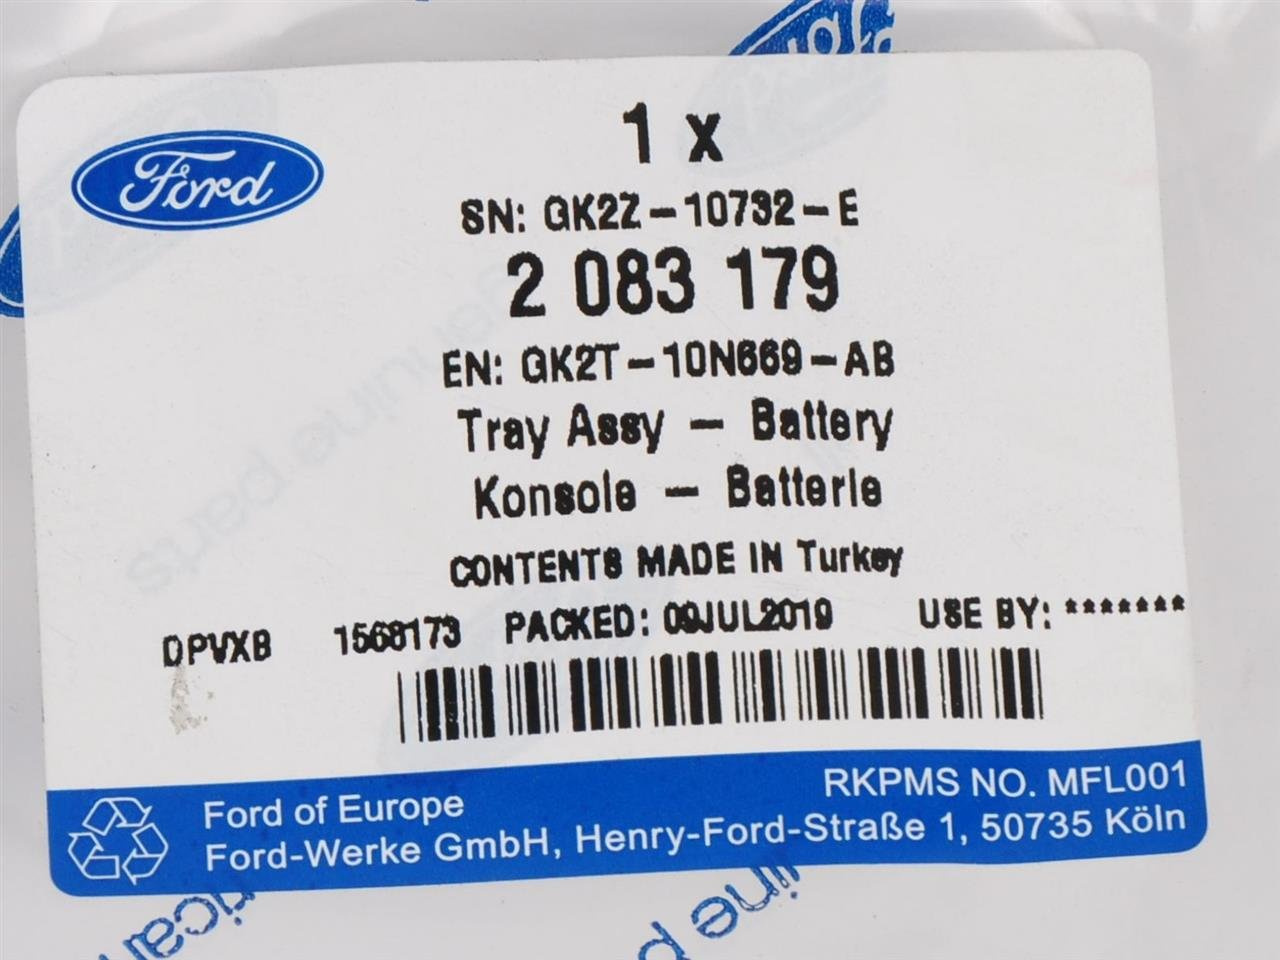 Ford
1 x
SN: GK2Z-10732-E
2 083 179
EN: GK2T-10N669-AB
Tray Assy - Battery
Konsole - Batterie
CONTENTS MADE IN Turkey
DPVXB 1568173 PACKED: 09JUL2019 USE BY: *******
RKPMS NO. MFL001
Ford of Europe
Ford-Werke GmbH, Henry-Ford-Straße 1, 50735 Köln
genuine parts